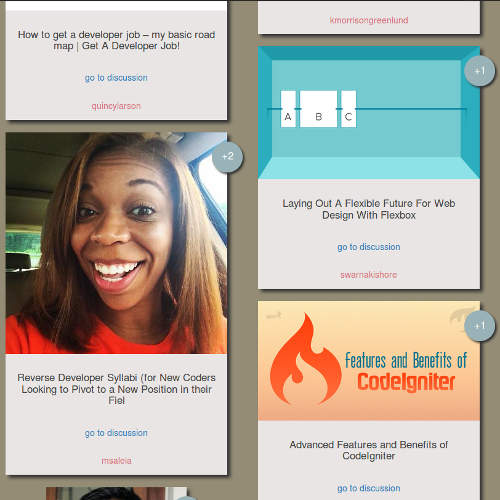 How to get a developer job – my basic road
map | Get A Developer Job!
go to discussion
quincylarson
+2
Reverse Developer Syllabi (for New Coders
Looking to Pivot to a New Position in their
Fiel
go to discussion
msaleia
kmorrisongreenlund
+1
A B C
Laying Out A Flexible Future For Web
Design With Flexbox
go to discussion
swarnakishore
+1
Features and Benefits of
CodeIgniter
Advanced Features and Benefits of
CodeIgniter
go to discussion